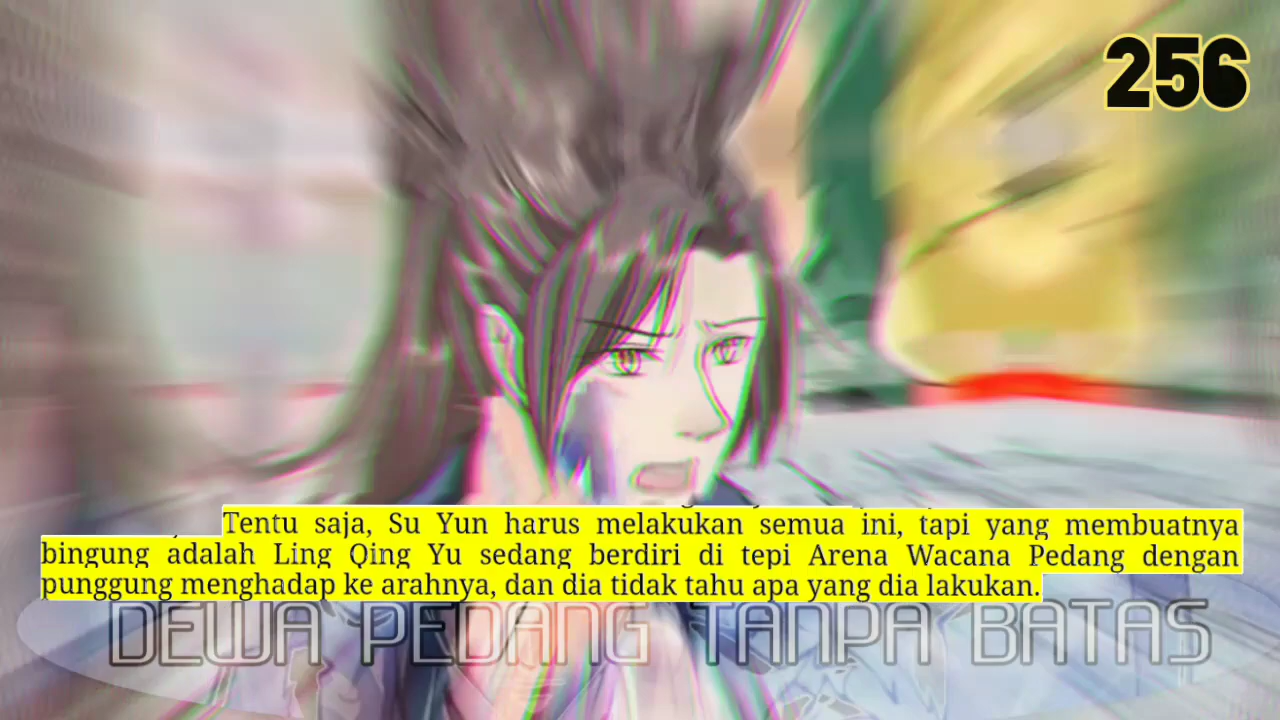 256
Tentu saja, Su Yun harus melakukan semua ini, tapi yang membuatnya
bingung adalah Ling Qing Yu sedang berdiri di tepi Arena Wacana Pedang dengan
punggung menghadap ke arahnya, dan dia tidak tahu apa yang dia lakukan.
DEWA PEDANG TANPA BATAS